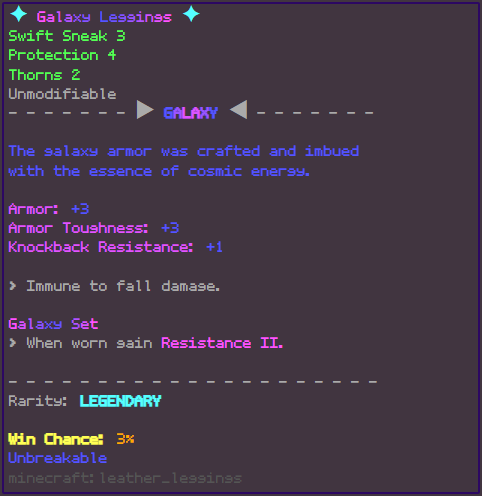 ✦ Galaxy Leggings ✦
Swift Sneak 3
Protection 4
Thorns 2
Unmodifiable
- - - - - - - ▶ GALAXY ◀ - - - - - - -
The galaxy armor was crafted and imbued
with the essence of cosmic energy.
Armor: +3
Armor Toughness: +3
Knockback Resistance: +1
> Immune to fall damage.
Galaxy Set
> When worn gain Resistance II.
- - - - - - - - - - - - - - - - - - - - -
Rarity: LEGENDARY
Win Chance: 3%
Unbreakable
minecraft:leather_leggings